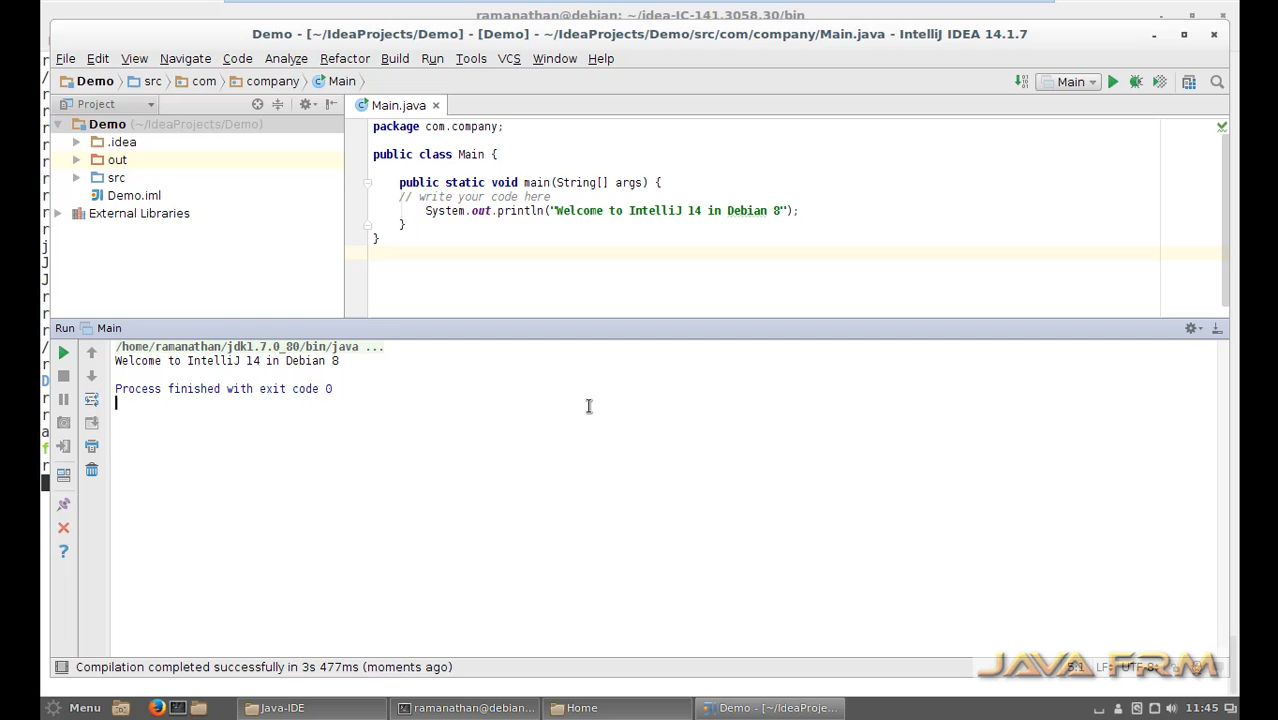 ramanathan@debian: ~/idea-IC-141.3058.30/bin
Demo - [~/IdeaProjects/Demo] - [Demo] - ~/IdeaProjects/Demo/src/com/company/Main.java - IntelliJ IDEA 14.1.7
File Edit View Navigate Code Analyze Refactor Build Run Tools VCS Window Help
Demo src com company Main
Main
Project
Main.java
Demo (~/IdeaProjects/Demo)
.idea
out
src
Demo.iml
External Libraries
package com.company;
public class Main {
public static void main(String[] args) {
// write your code here
System.out.println("Welcome to IntelliJ 14 in Debian 8");
}
}
Run Main
/home/ramanathan/jdk1.7.0_80/bin/java ...
Welcome to IntelliJ 14 in Debian 8
Process finished with exit code 0
Compilation completed successfully in 3s 477ms (moments ago)
5:1 LF: UTF-8:
JAVA FRM
Menu
Java-IDE
ramanathan@debian...
Home
Demo - [~/IdeaProje...
11:45